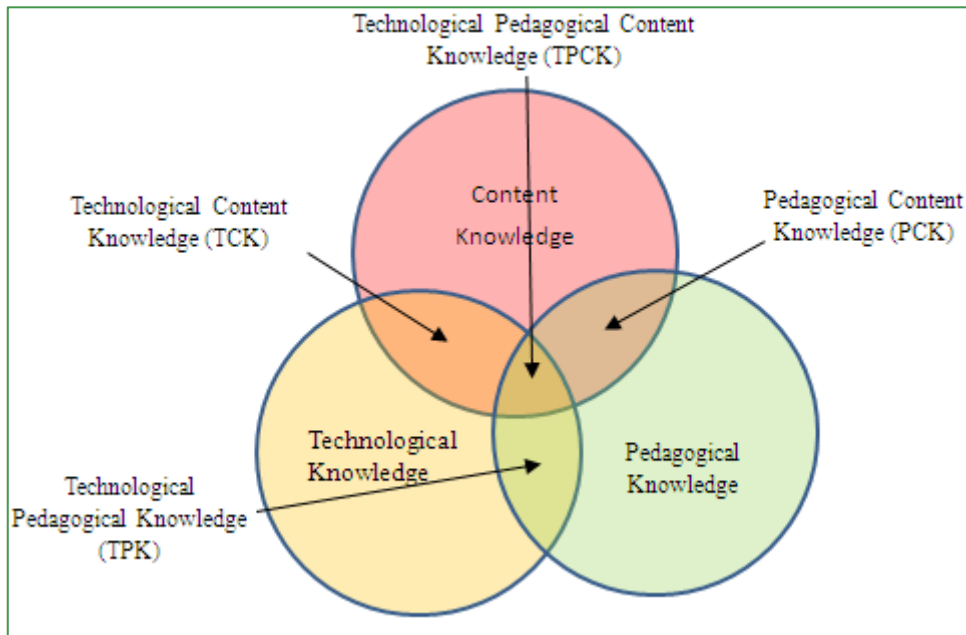 Technological Pedagogical Content
Knowledge (TPCK)
Content
Knowledge
Technological Content
Knowledge (TCK)
Pedagogical Content
Knowledge (PCK)
Technological
Knowledge
Pedagogical
Knowledge
Technological
Pedagogical Knowledge
(TPK)